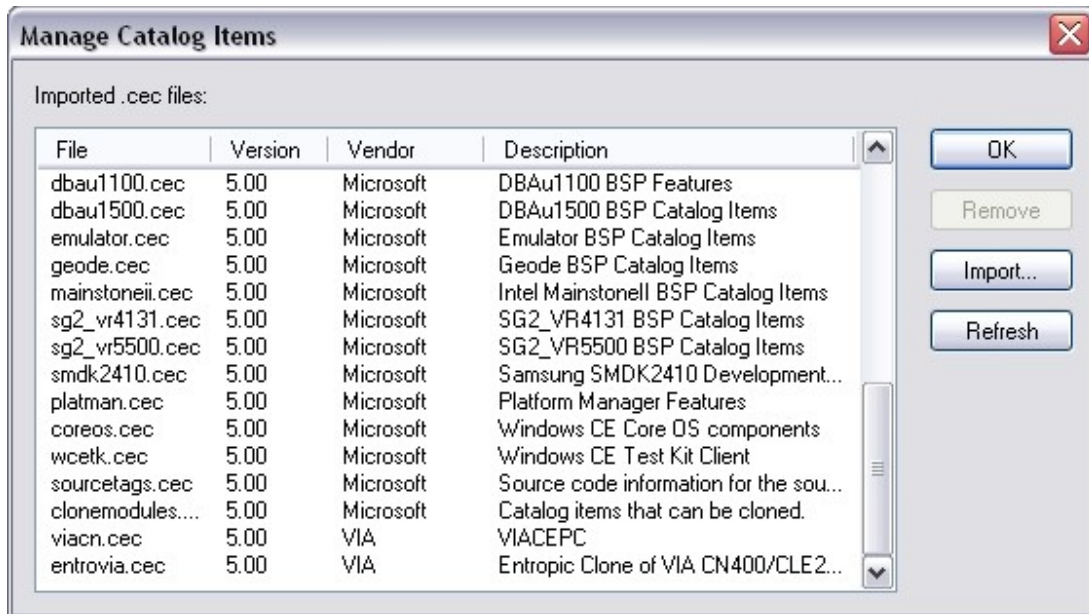 Manage Catalog Items
Imported .cec files:
File Version Vendor Description
dbau1100.cec 5.00 Microsoft DBAu1100 BSP Features
dbau1500.cec 5.00 Microsoft DBAu1500 BSP Catalog Items
emulator.cec 5.00 Microsoft Emulator BSP Catalog Items
geode.cec 5.00 Microsoft Geode BSP Catalog Items
mainstoneii.cec 5.00 Microsoft Intel MainstoneII BSP Catalog Items
sg2_vr4131.cec 5.00 Microsoft SG2_VR4131 BSP Catalog Items
sg2_vr5500.cec 5.00 Microsoft SG2_VR5500 BSP Catalog Items
smdk2410.cec 5.00 Microsoft Samsung SMDK2410 Development...
platman.cec 5.00 Microsoft Platform Manager Features
coreos.cec 5.00 Microsoft Windows CE Core OS components
wcetk.cec 5.00 Microsoft Windows CE Test Kit Client
sourcetags.cec 5.00 Microsoft Source code information for the sou...
clonemodules.... 5.00 Microsoft Catalog items that can be cloned.
viacn.cec 5.00 VIA VIACEPC
entrovia.cec 5.00 VIA Entropic Clone of VIA CN400/CLE2...
OK
Remove
Import...
Refresh